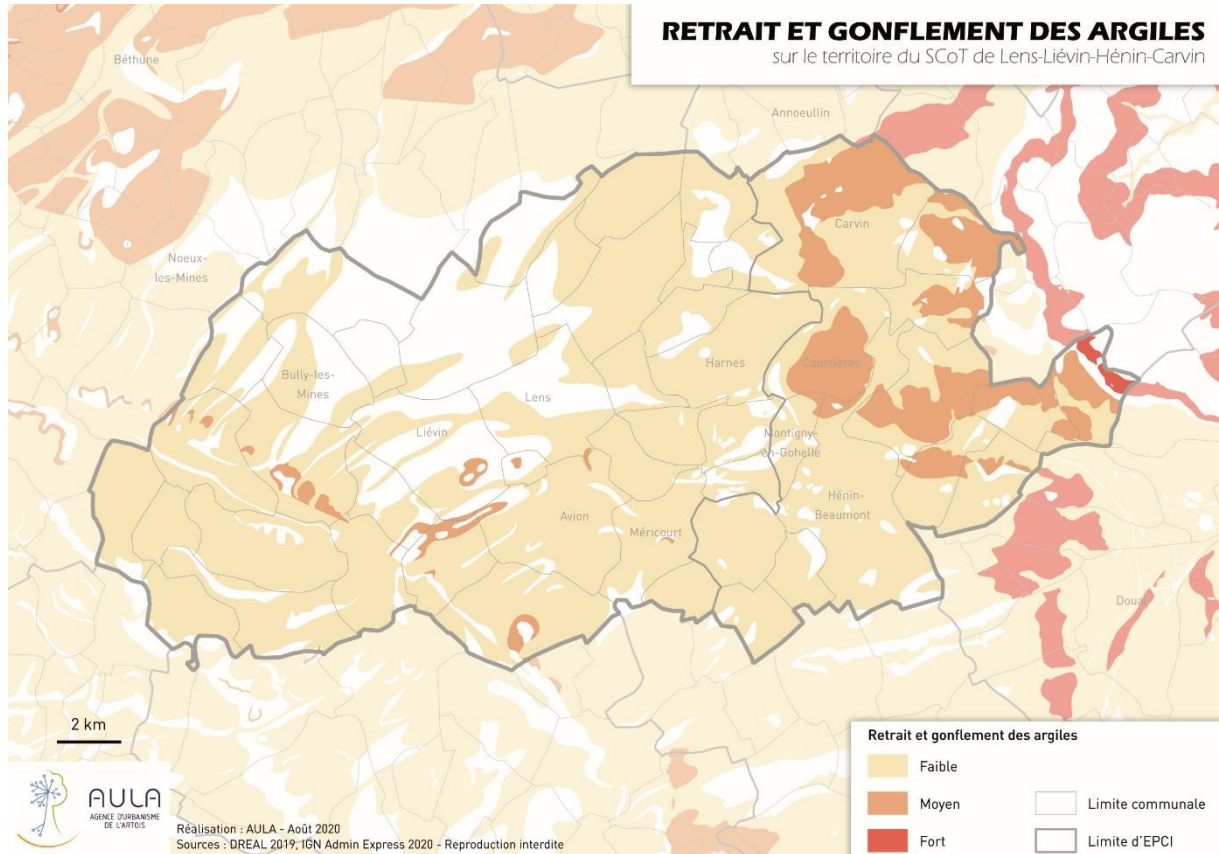 RETRAIT ET GONFLEMENT DES ARGILES
sur le territoire du SCoT de Lens-Liévin-Hénin-Carvin
Béthune
Annoeullin
Carvin
Noeux-
les-Mines
Bully-les-
Mines
Harnes
Courrières
Lens
Liévin
Montigny-
en-Gohelle
Hénin-
Beaumont
Avion
Méricourt
Douai
2 km
AULA
AGENCE D'URBANISME
DE L'ARTOIS
Réalisation : AULA - Août 2020
Sources : DREAL 2019, IGN Admin Express 2020 - Reproduction interdite
Retrait et gonflement des argiles
Faible
Moyen
Fort
Limite communale
Limite d'EPCI